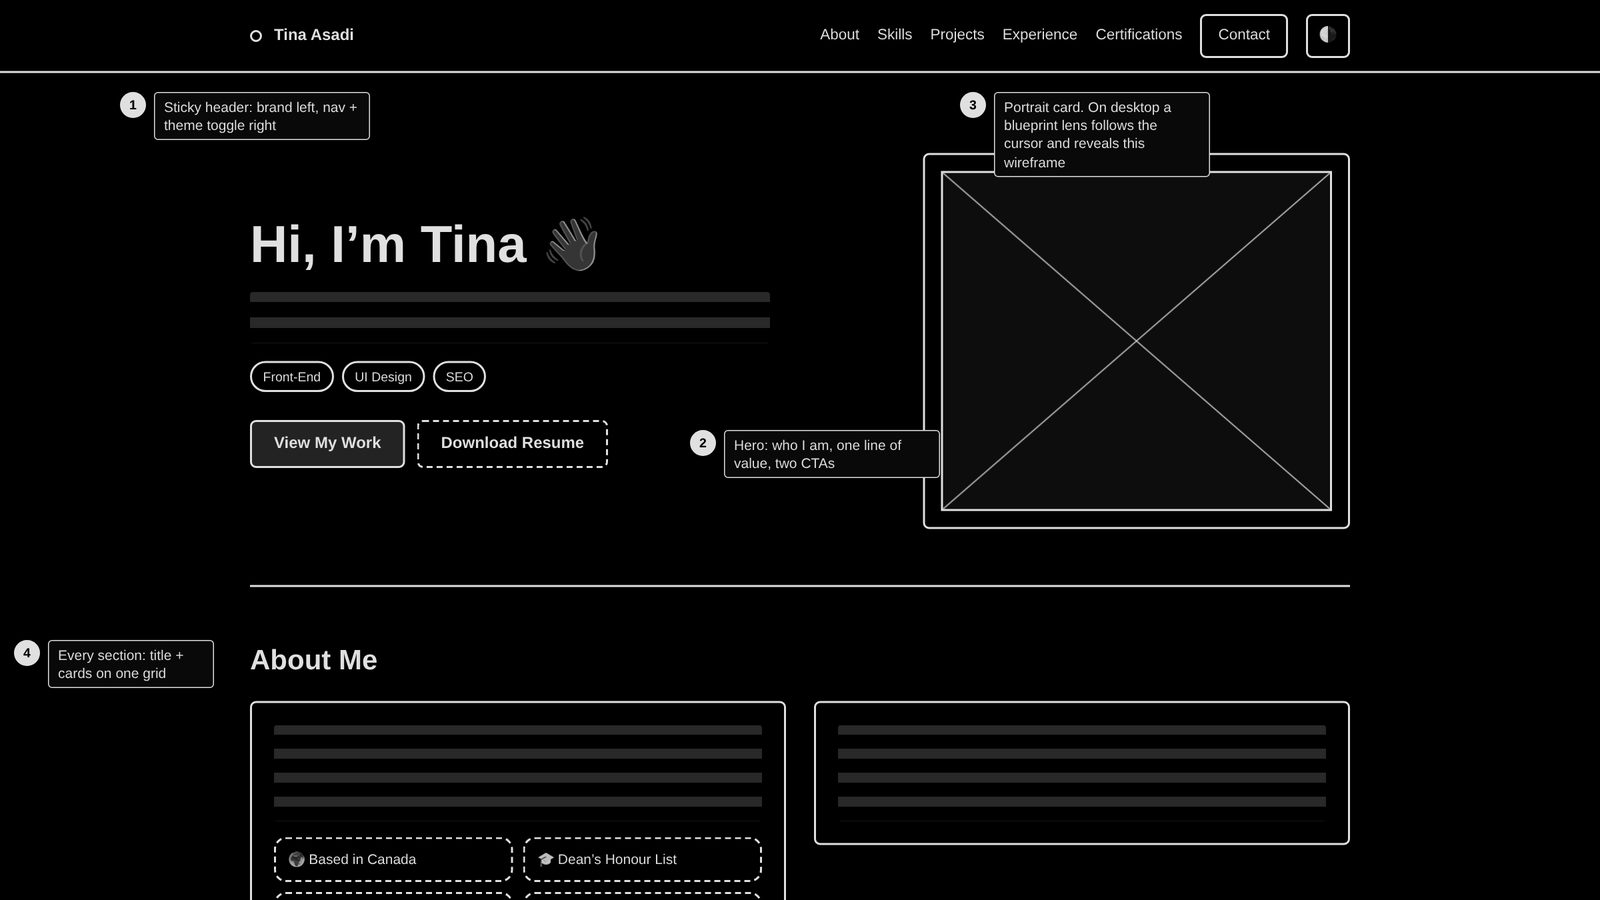 Tina Asadi
About Skills Projects Experience Certifications Contact
1
Sticky header: brand left, nav +
theme toggle right
3
Portrait card. On desktop a
blueprint lens follows the
cursor and reveals this
wireframe
Hi, I’m Tina 👋
Front-End UI Design SEO
View My Work Download Resume
2
Hero: who I am, one line of
value, two CTAs
4
Every section: title +
cards on one grid
About Me
🌍 Based in Canada
🎓 Dean’s Honour List